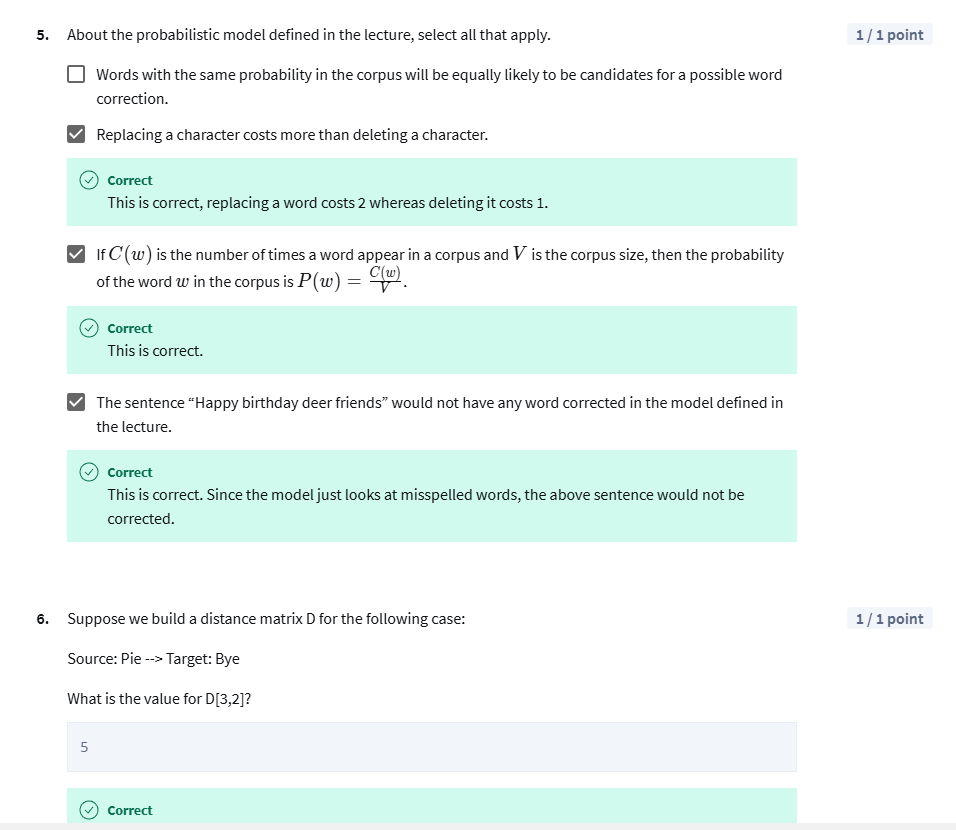 5. About the probabilistic model defined in the lecture, select all that apply.
1 / 1 point
Words with the same probability in the corpus will be equally likely to be candidates for a possible word
correction.
Replacing a character costs more than deleting a character.
Correct
This is correct, replacing a word costs 2 whereas deleting it costs 1.
If C(w) is the number of times a word appear in a corpus and V is the corpus size, then the probability
of the word w in the corpus is P(w) = C(w)/V.
Correct
This is correct.
The sentence “Happy birthday deer friends” would not have any word corrected in the model defined in
the lecture.
Correct
This is correct. Since the model just looks at misspelled words, the above sentence would not be
corrected.
6. Suppose we build a distance matrix D for the following case:
1 / 1 point
Source: Pie --> Target: Bye
What is the value for D[3,2]?
5
Correct